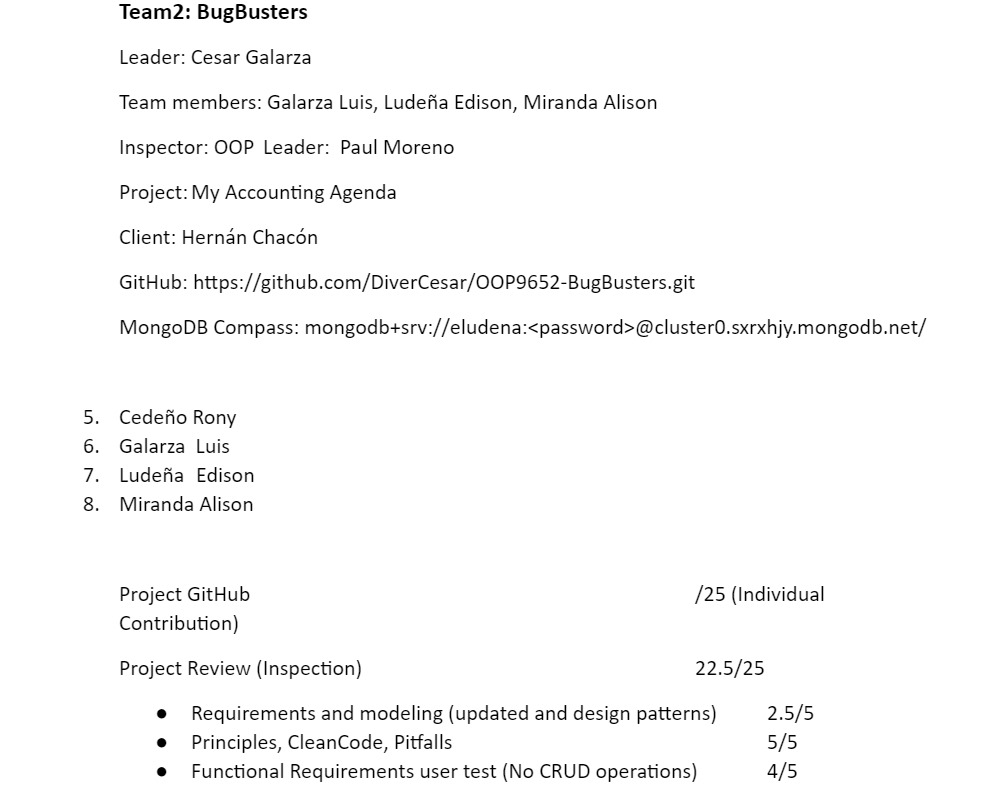 Team2: BugBusters
Leader: Cesar Galarza
Team members: Galarza Luis, Ludeña Edison, Miranda Alison
Inspector: OOP  Leader:  Paul Moreno
Project: My Accounting Agenda
Client: Hernán Chacón
GitHub: https://github.com/DiverCesar/OOP9652-BugBusters.git
MongoDB Compass: mongodb+srv://eludena:<password>@cluster0.sxrxhjy.mongodb.net/
5. Cedeño Rony
6. Galarza  Luis
7. Ludeña  Edison
8. Miranda Alison
Project GitHub /25 (Individual
Contribution)
Project Review (Inspection) 22.5/25
● Requirements and modeling (updated and design patterns) 2.5/5
● Principles, CleanCode, Pitfalls 5/5
● Functional Requirements user test (No CRUD operations) 4/5